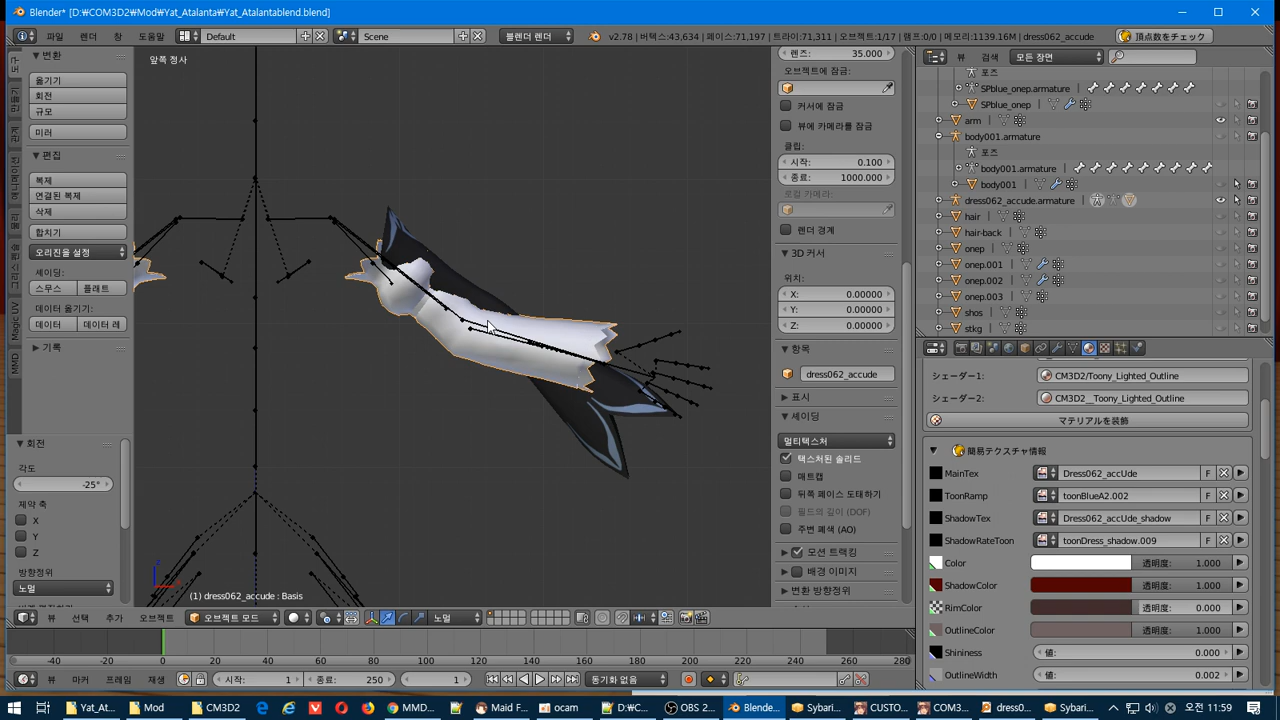 Blender* [D:₩COM3D2₩Mod₩Yat_Atalanta₩Yat_Atalantablend.blend]
파일 렌더 창 도움말 Default Scene 블렌더 렌더 v2.78 | 버텍스:43,634 | 페이스:71,197 | 트라이:71,311 | 오브젝트:1/17 | 램프:0/0 | 메모리:1139.16M | dress062_accude 頂点数をチェック
변환
옮기기
회전
규모
미러
편집
복제
연결된 복제
삭제
합치기
오리진을 설정
셰이딩:
스무스 플래트
데이터 옮기기:
데이터 데이터 레
기록
Magic UV
MMD
회전
각도
-25°
제약 축
X
Y
Z
방향정위
노멀
앞쪽 정사
(1) dress062_accude : Basis
렌즈: 35.000
오브젝트에 잠금:
커서에 잠금
뷰에 카메라를 잠금
클립:
시작: 0.100
종료: 1000.000
로컬 카메라:
렌더 경계
3D 커서
위치:
X: 0.00000
Y: 0.00000
Z: 0.00000
항목
dress062_accude
표시
셰이딩
멀티텍스처
텍스처된 솔리드
매트캡
뒤쪽 페이스 도태하기
필드의 깊이 (DOF)
주변 폐색 (AO)
모션 트랙킹
배경 이미지
변환 방향정위
뷰 검색 모든 장면
포즈
SPblue_onep.armature
SPblue_onep
arm
body001.armature
포즈
body001.armature
body001
dress062_accude.armature
hair
hair-back
onep
onep.001
onep.002
onep.003
shos
stkg
シェーダー1: CM3D2/Toony_Lighted_Outline
シェーダー2: CM3D2__Toony_Lighted_Outline
マテリアルを装飾
簡易テクスチャ情報
MainTex Dress062_accUde F
ToonRamp toonBlueA2.002 F
ShadowTex Dress062_accUde_shadow F
ShadowRateToon toonDress_shadow.009 F
Color 透明度: 1.000
ShadowColor 透明度: 1.000
RimColor 透明度: 0.000
OutlineColor 透明度: 1.000
Shininess 値: 0.000
OutlineWidth 値: 0.002
뷰 선택 추가 오브젝트 오브젝트 모드 노멀
-40 -20 0 20 40 60 80 100 120 140 160 180 200 220 240 260 280
뷰 마커 프레임 재생 시작: 1 종료: 250 1 동기화 없음
Yat_At... Mod CM3D2 MMD... Maid F... ocam D:₩C... OBS 2... Blende... Sybari... CUSTO... COM3... dress0... Sybari... 오전 11:59